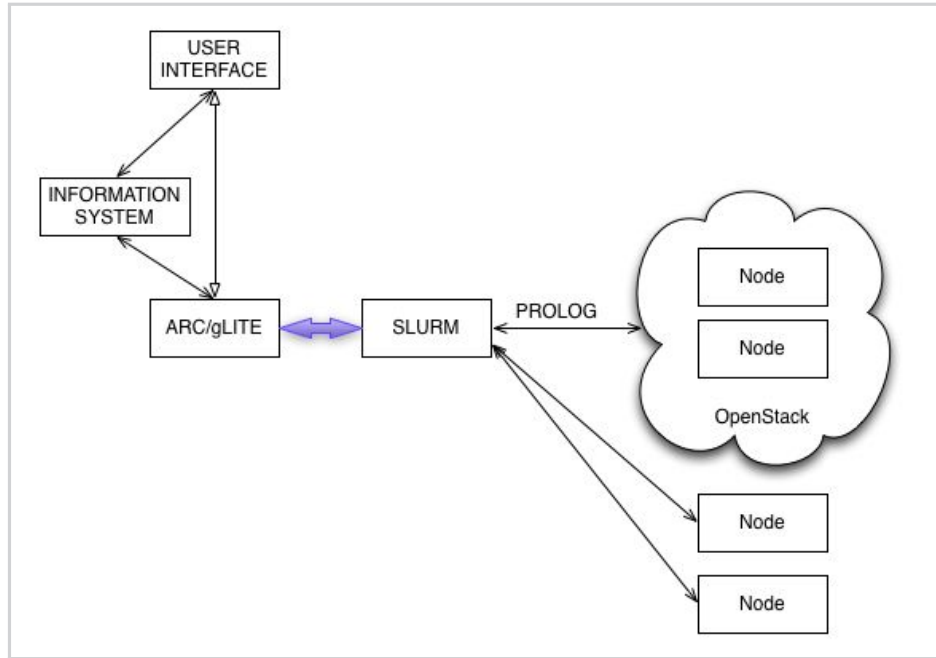 USER
INTERFACE
INFORMATION
SYSTEM
ARC/gLITE
SLURM
PROLOG
Node
Node
OpenStack
Node
Node